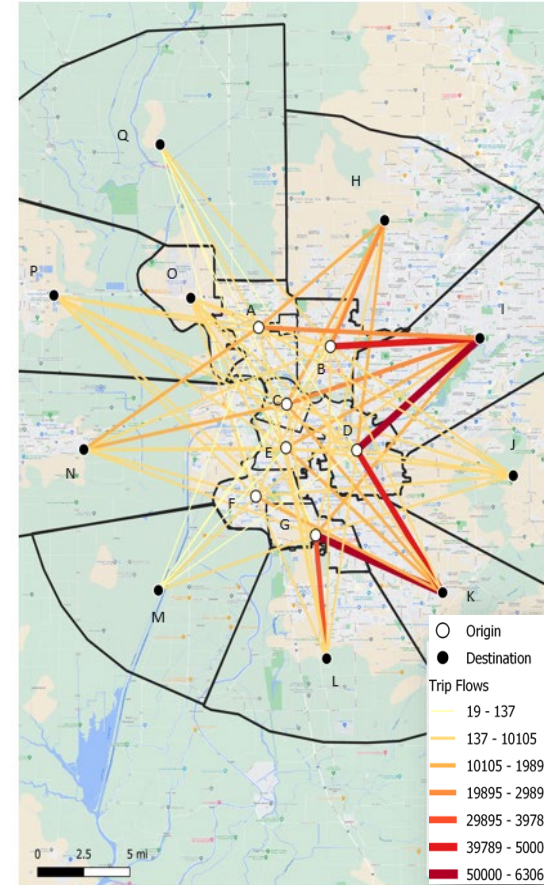 Q
H
P
O
I
A
B
C
D
J
E
N
F
G
M
K
L
Origin
Destination
Trip Flows
19 - 137
137 - 10105
10105 - 1989
19895 - 2989
29895 - 3978
39789 - 5000
50000 - 6306
0 2.5 5 mi